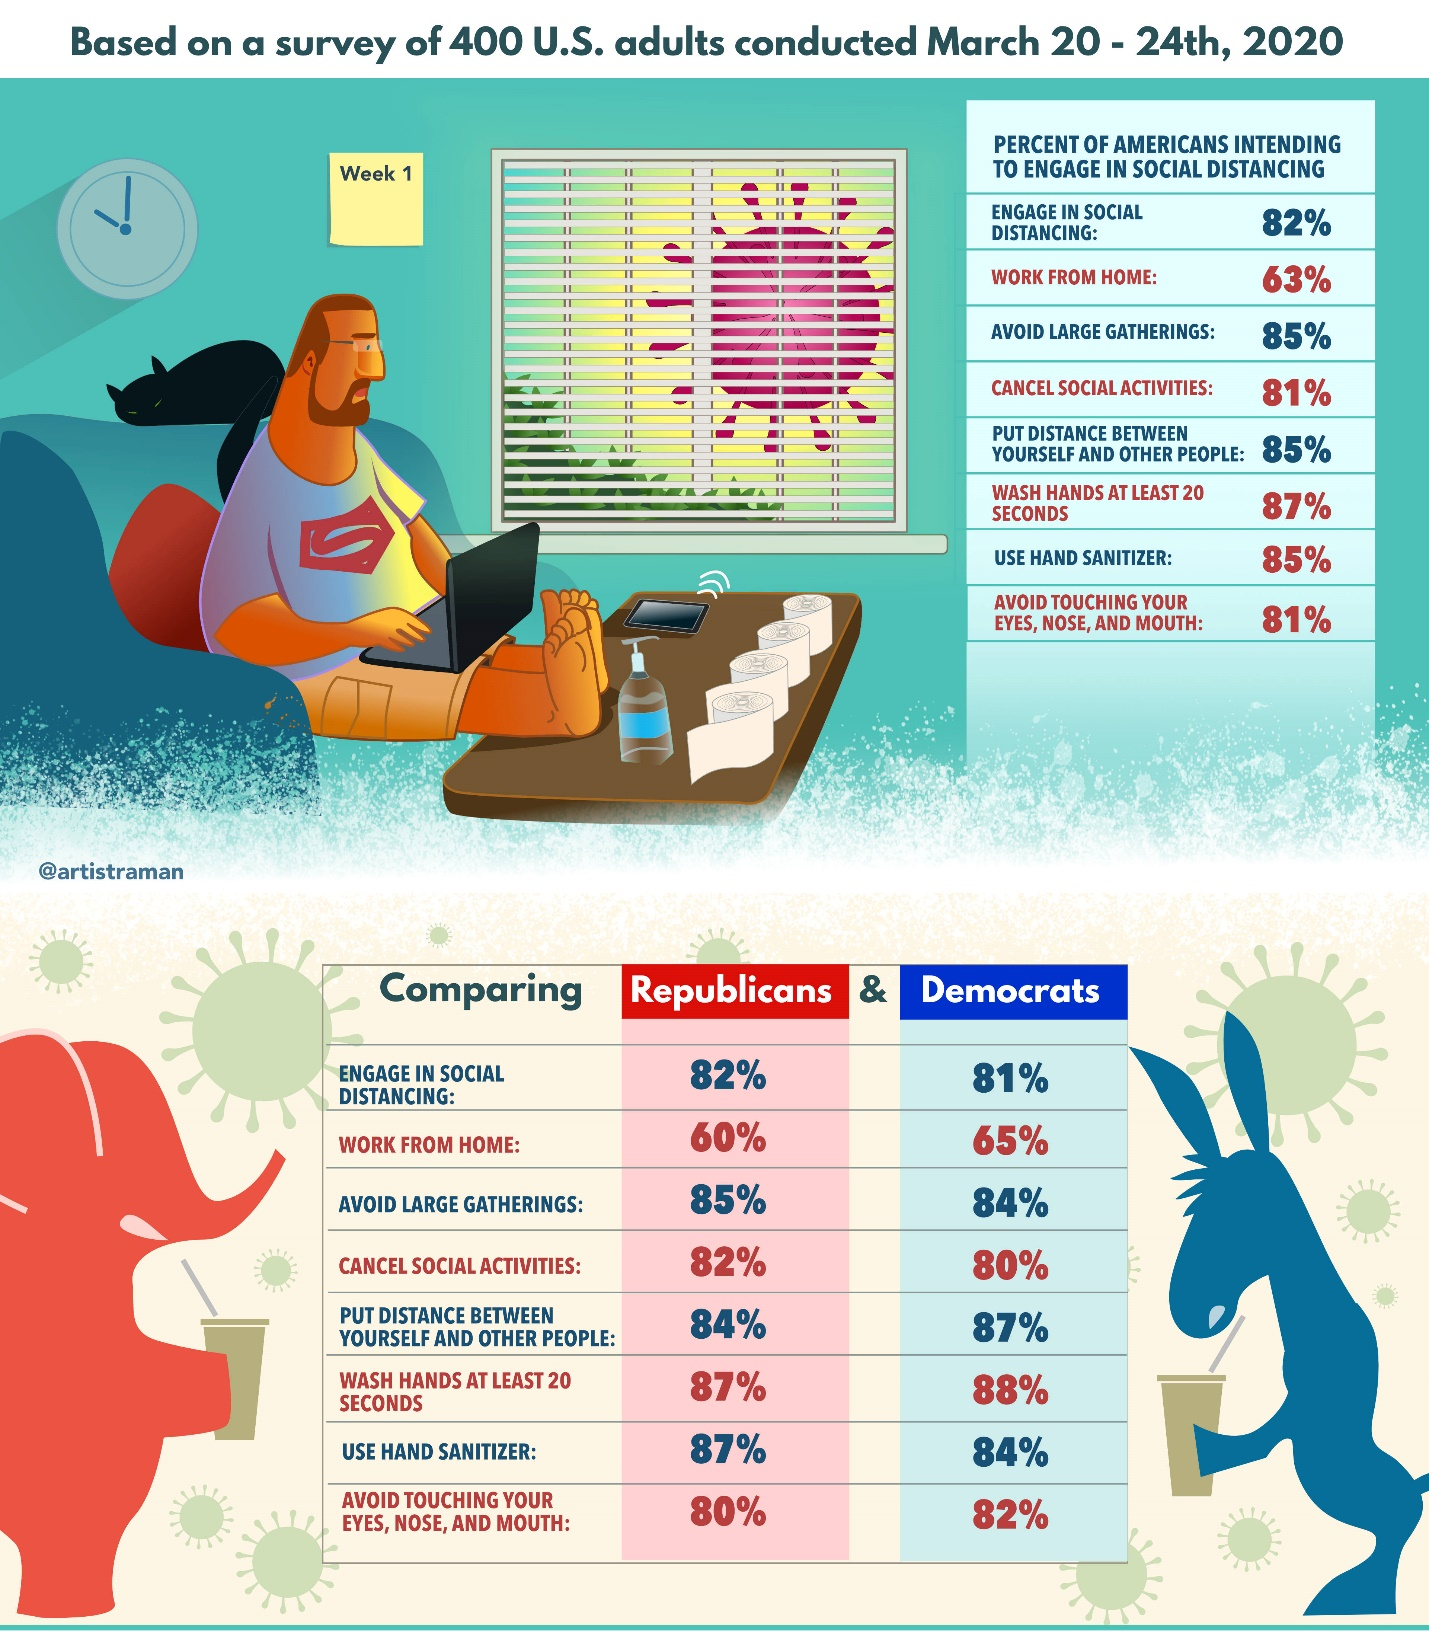 Based on a survey of 400 U.S. adults conducted March 20 - 24th, 2020
Week 1
PERCENT OF AMERICANS INTENDING
TO ENGAGE IN SOCIAL DISTANCING
ENGAGE IN SOCIAL
DISTANCING: 82%
WORK FROM HOME: 63%
AVOID LARGE GATHERINGS: 85%
CANCEL SOCIAL ACTIVITIES: 81%
PUT DISTANCE BETWEEN
YOURSELF AND OTHER PEOPLE: 85%
WASH HANDS AT LEAST 20
SECONDS 87%
USE HAND SANITIZER: 85%
AVOID TOUCHING YOUR
EYES, NOSE, AND MOUTH: 81%
S
@artistraman
Comparing Republicans & Democrats
ENGAGE IN SOCIAL
DISTANCING: 82% 81%
WORK FROM HOME: 60% 65%
AVOID LARGE GATHERINGS: 85% 84%
CANCEL SOCIAL ACTIVITIES: 82% 80%
PUT DISTANCE BETWEEN
YOURSELF AND OTHER PEOPLE: 84% 87%
WASH HANDS AT LEAST 20
SECONDS 87% 88%
USE HAND SANITIZER: 87% 84%
AVOID TOUCHING YOUR
EYES, NOSE, AND MOUTH: 80% 82%